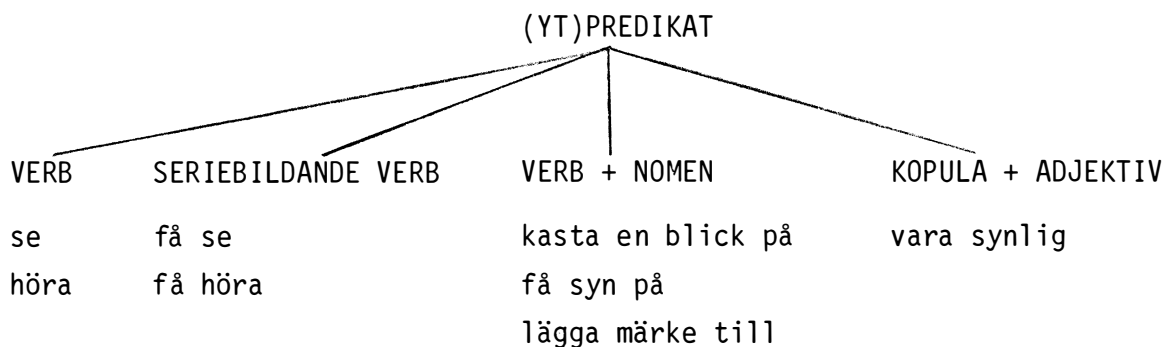 (YT)PREDIKAT
VERB SERIEBILDANDE VERB VERB + NOMEN KOPULA + ADJEKTIV
se få se kasta en blick på vara synlig
höra få höra få syn på
lägga märke till